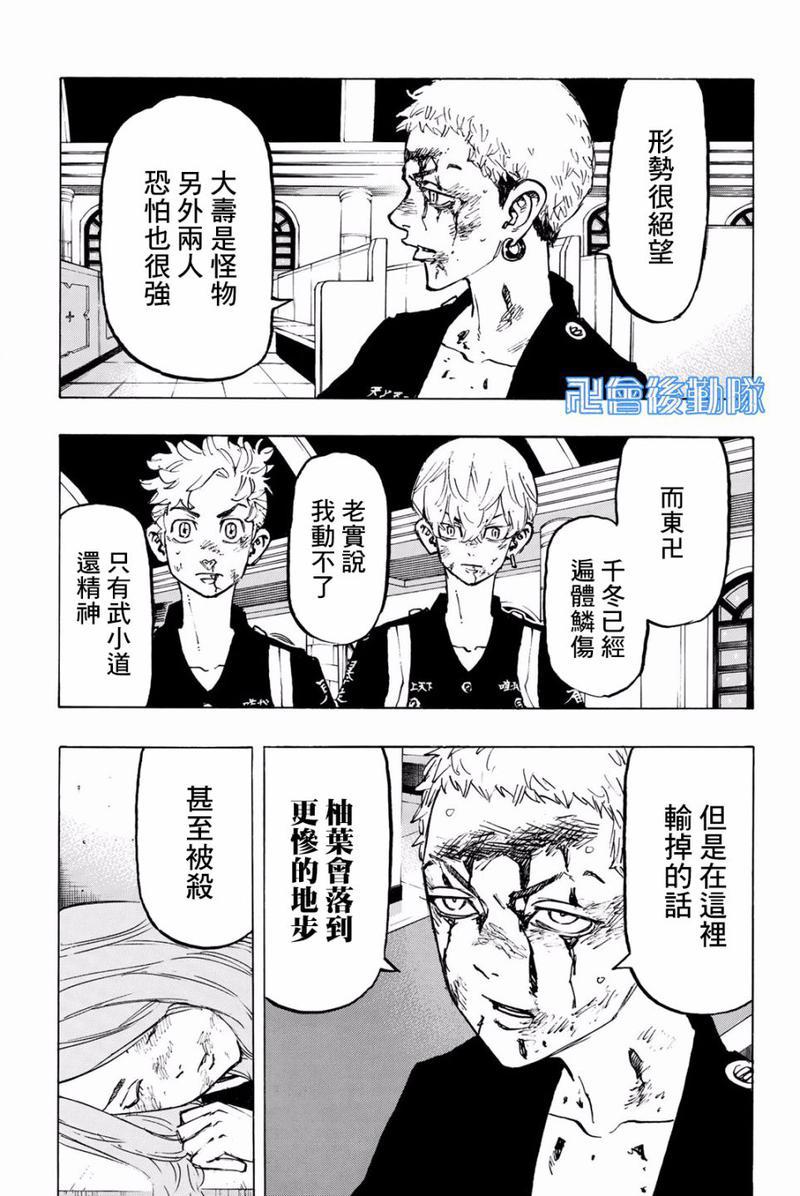 形勢很絕望
大壽是怪物
另外兩人
恐怕也很強
卍會後勤隊
而東卍
千冬已經
遍體鱗傷
老實說
我動不了
只有武小道
還精神
上天下
但是在這裡
輸掉的話
柚葉會落到
更慘的地步
甚至被殺